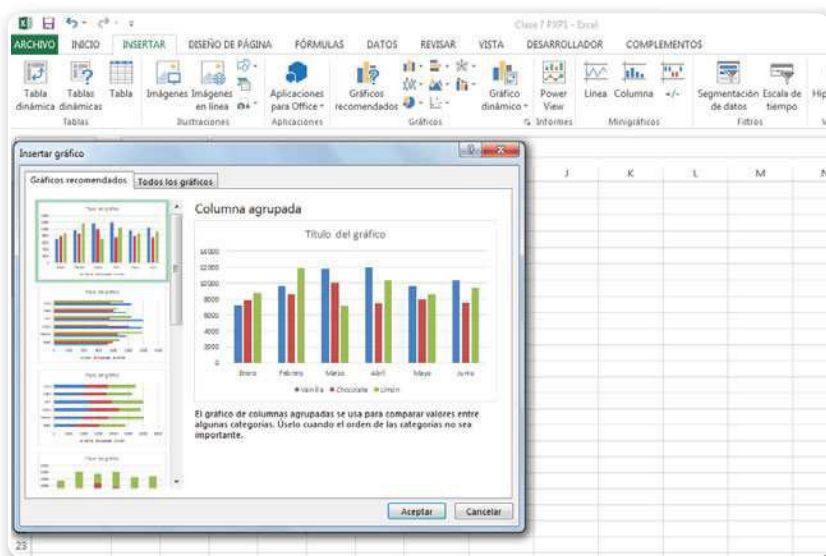 Clase 7 PXP1 - Excel
ARCHIVO INICIO INSERTAR DISEÑO DE PÁGINA FÓRMULAS DATOS REVISAR VISTA DESARROLLADOR COMPLEMENTOS
Tabla dinámica
Tablas dinámicas
Tabla
Imágenes
Imágenes en línea
Aplicaciones para Office
Gráficos recomendados
Gráfico dinámico
Power View
Línea
Columna
+/-
Segmentación de datos
Escala de tiempo
Tablas
Ilustraciones
Aplicaciones
Gráficos
Informes
Minigráficos
Filtros
Insertar gráfico
Gráficos recomendados
Todos los gráficos
J K L M N
Columna agrupada
Título del gráfico
14000
12000
10000
8000
6000
4000
2000
0
Enero Febrero Marzo Abril Mayo Junio
Vainilla Chocolate Limón
El gráfico de columnas agrupadas se usa para comparar valores entre
algunas categorías. Úselo cuando el orden de las categorías no sea
importante.
Aceptar Cancelar
23